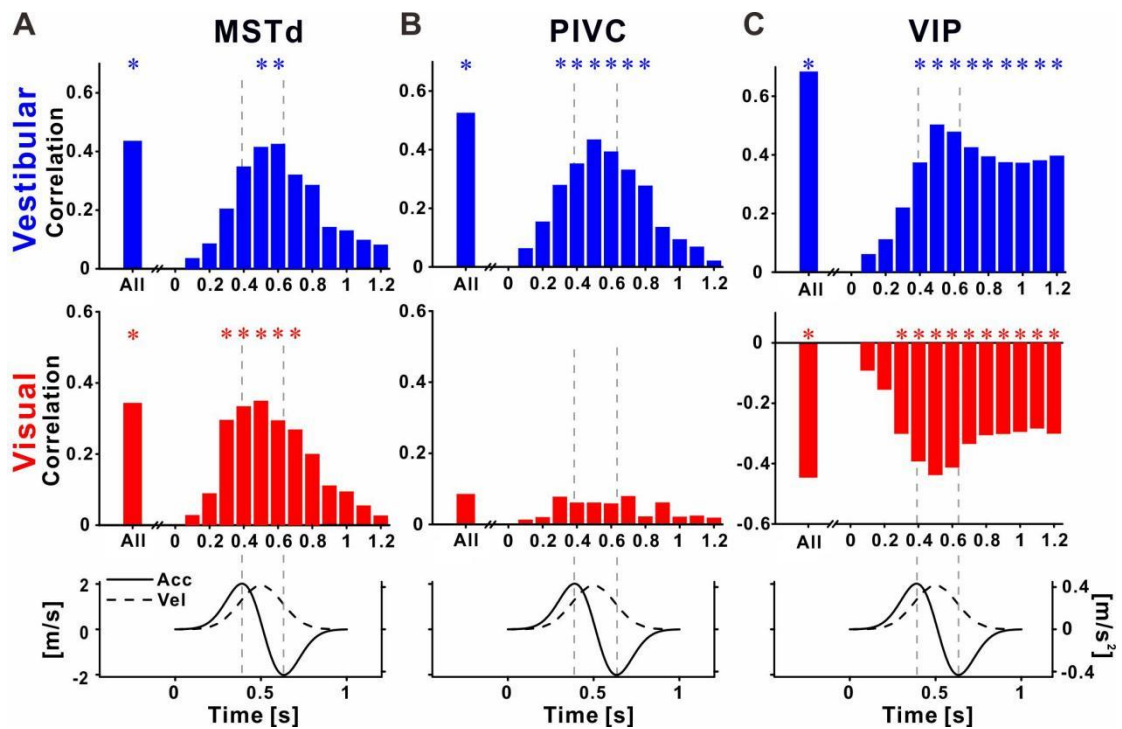 A MSTd
B PIVC
C VIP
Vestibular
Correlation
0.6
0.4
0.2
0
* * *
All 0 0.2 0.4 0.6 0.8 1 1.2
0.6
0.4
0.2
0
* * * * * * *
All 0 0.2 0.4 0.6 0.8 1 1.2
0.6
0.4
0.2
0
* * * * * * * * * *
All 0 0.2 0.4 0.6 0.8 1 1.2
Visual
Correlation
0.6
0.4
0.2
0
* * * * * *
All 0 0.2 0.4 0.6 0.8 1 1.2
0.6
0.4
0.2
0
All 0 0.2 0.4 0.6 0.8 1 1.2
0
-0.2
-0.4
-0.6
* * * * * * * * * * *
All 0 0.2 0.4 0.6 0.8 1 1.2
[m/s]
2
0
-2
Acc
Vel
0 0.5 1
Time [s]
0 0.5 1
Time [s]
0 0.5 1
Time [s]
0.4
0
-0.4
[m/s²]